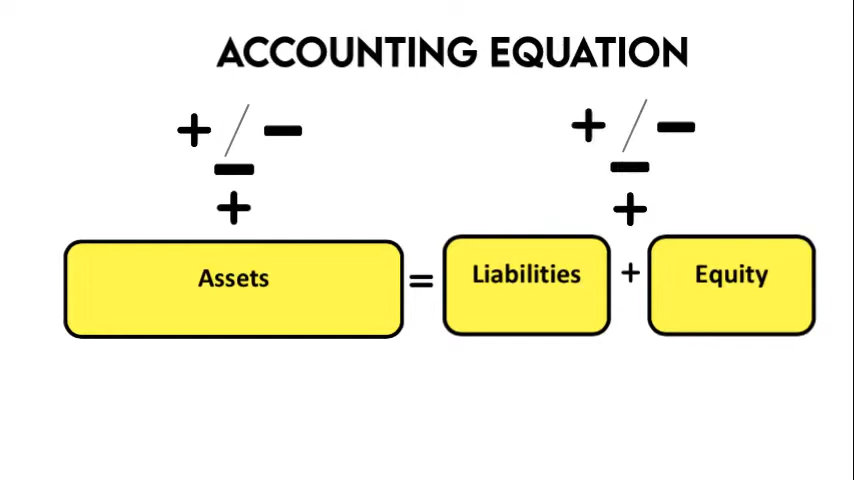 ACCOUNTING EQUATION
+ / − + / −
− −
+ +
Assets = Liabilities + Equity